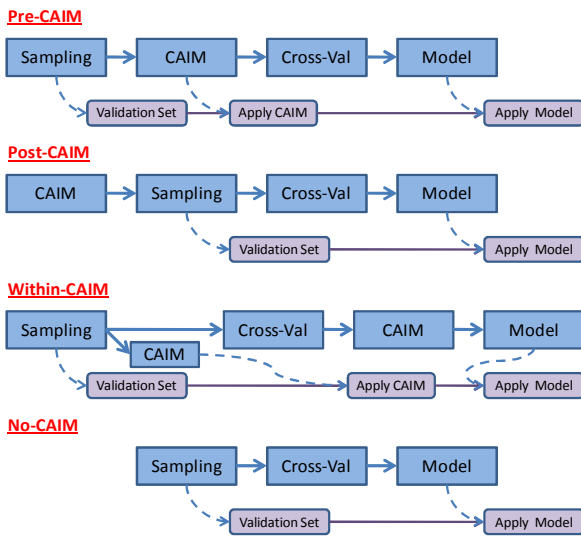 Pre-CAIM
Sampling CAIM Cross-Val Model
Validation Set Apply CAIM Apply Model
Post-CAIM
CAIM Sampling Cross-Val Model
Validation Set Apply Model
Within-CAIM
Sampling Cross-Val CAIM Model
CAIM
Validation Set Apply CAIM Apply Model
No-CAIM
Sampling Cross-Val Model
Validation Set Apply Model